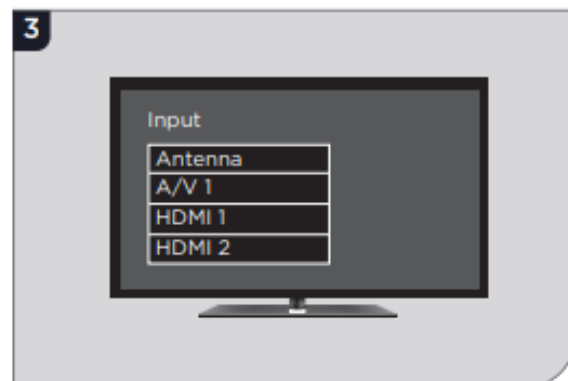 3
Input
Antenna
A/V 1
HDMI 1
HDMI 2